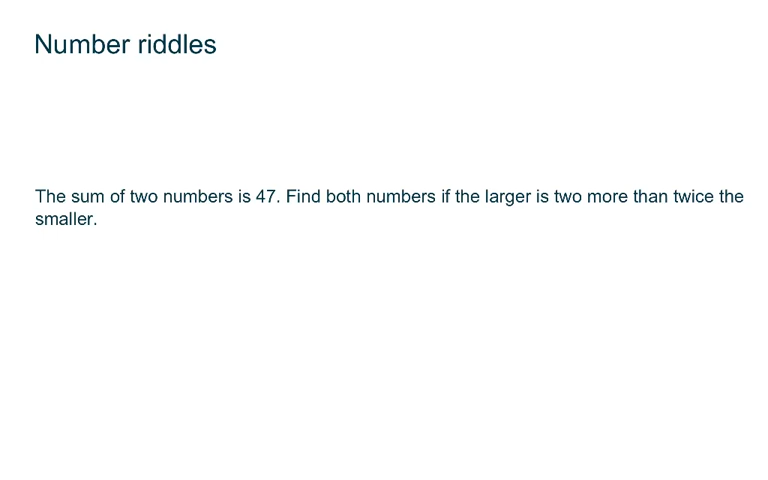 Number riddles
The sum of two numbers is 47. Find both numbers if the larger is two more than twice the
smaller.